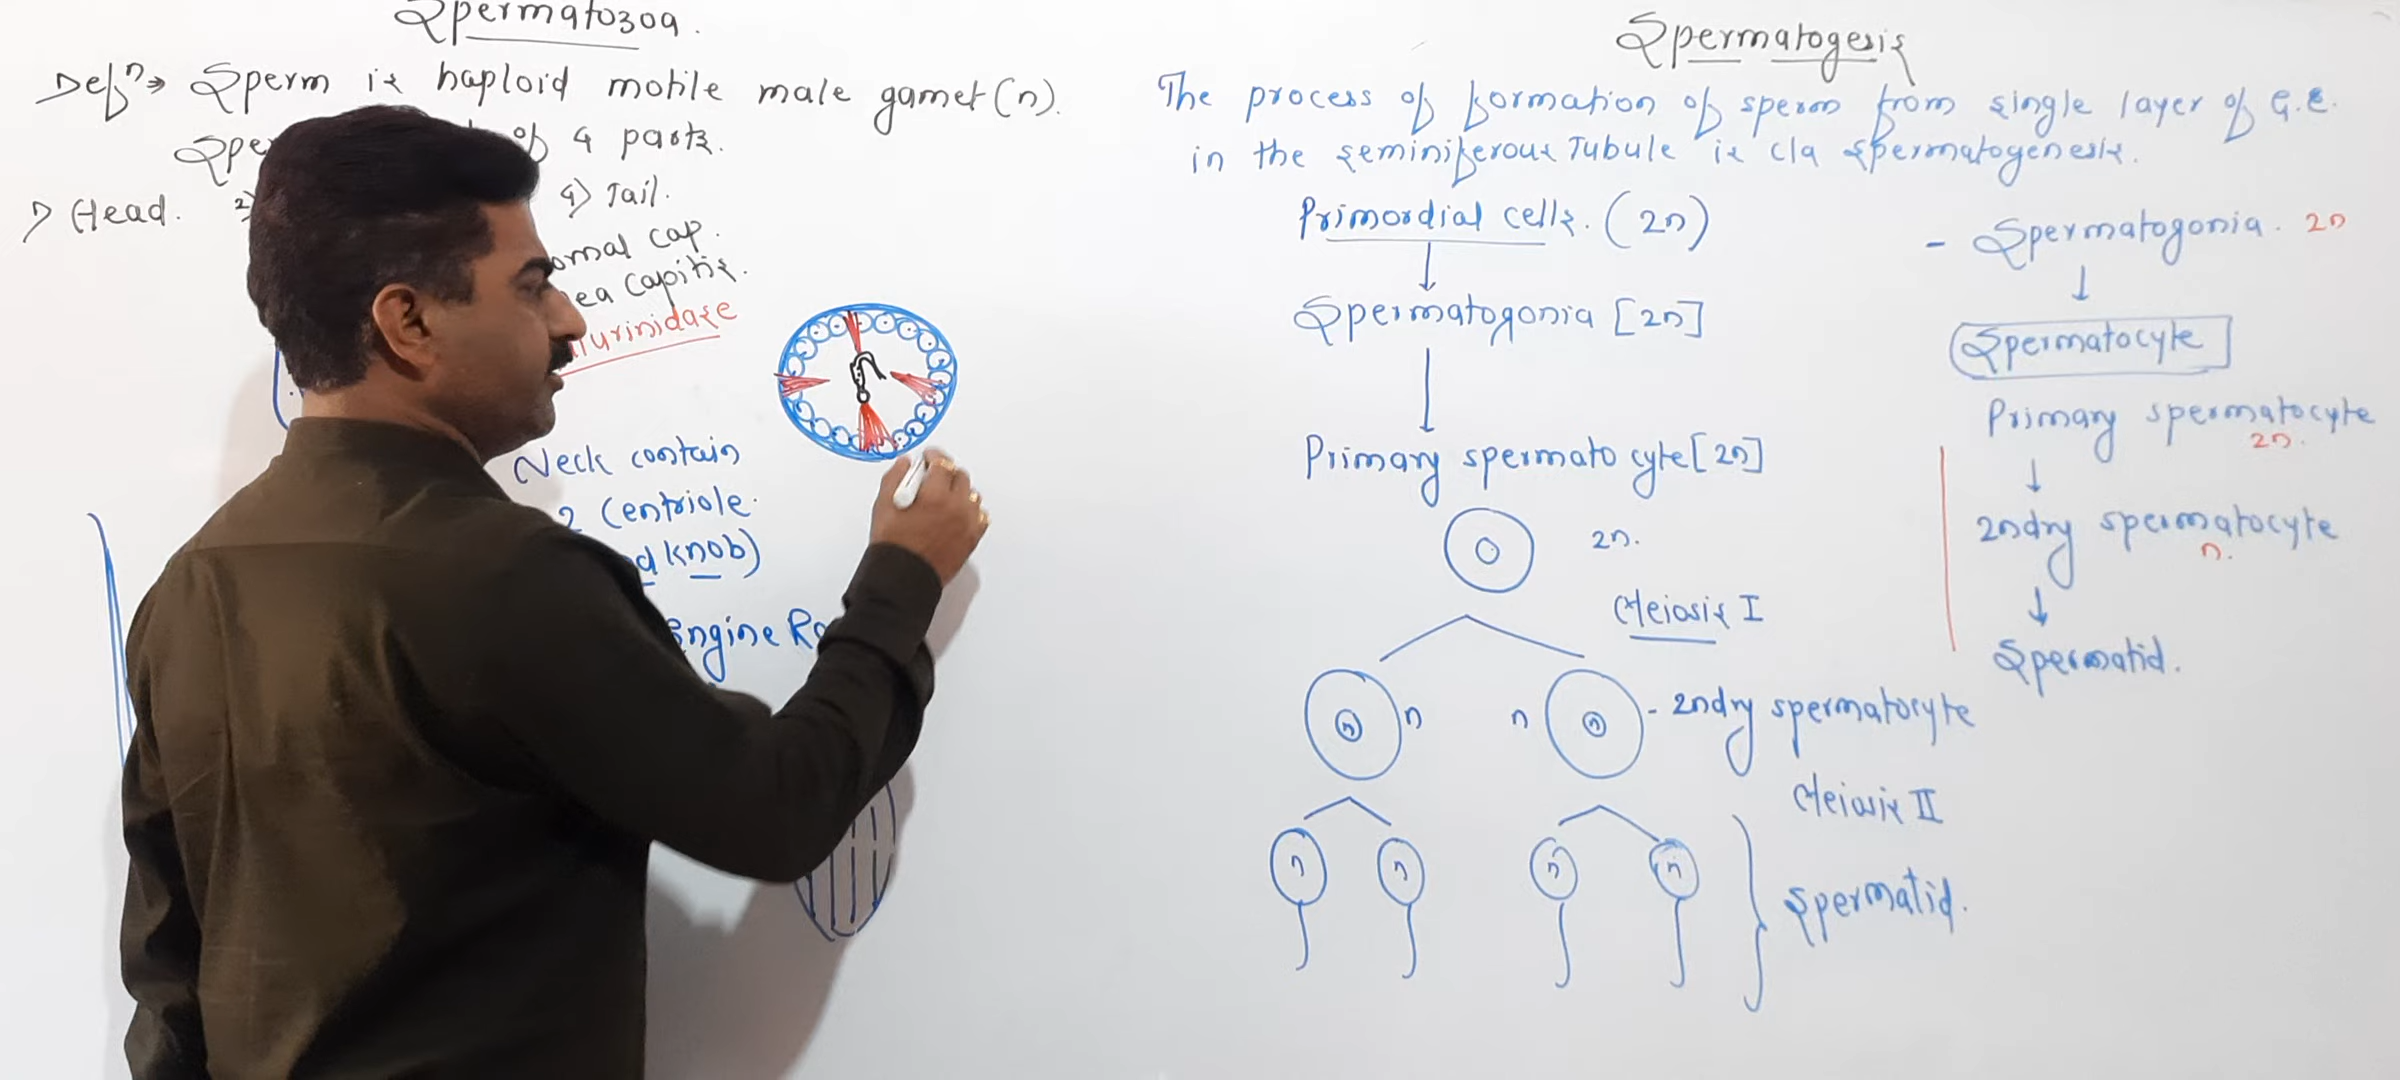 Spermatozoa.
Defn → Sperm is haploid motile male gamet (n).
of 4 parts.
1) Head. 2) 4) Tail.
cap.
capitis.
Neck contain
2 Centriole.
knob)
Engine
Spermatogesis
The process of formation of sperm from single layer of G.E.
in the seminiferous Tubule is c/a spermatogenesis.
Primordial cells. (2n)
Spermatogonia [2n]
Primary spermatocyte [2n]
2n.
Meiosis I
n n
n n - 2ndry spermatocyte
Meiosis II
n n n n
Spermatid.
- Spermatogonia. 2n
Spermatocyte
Primary spermatocyte
2n.
2ndry spermatocyte
n.
Spermatid.